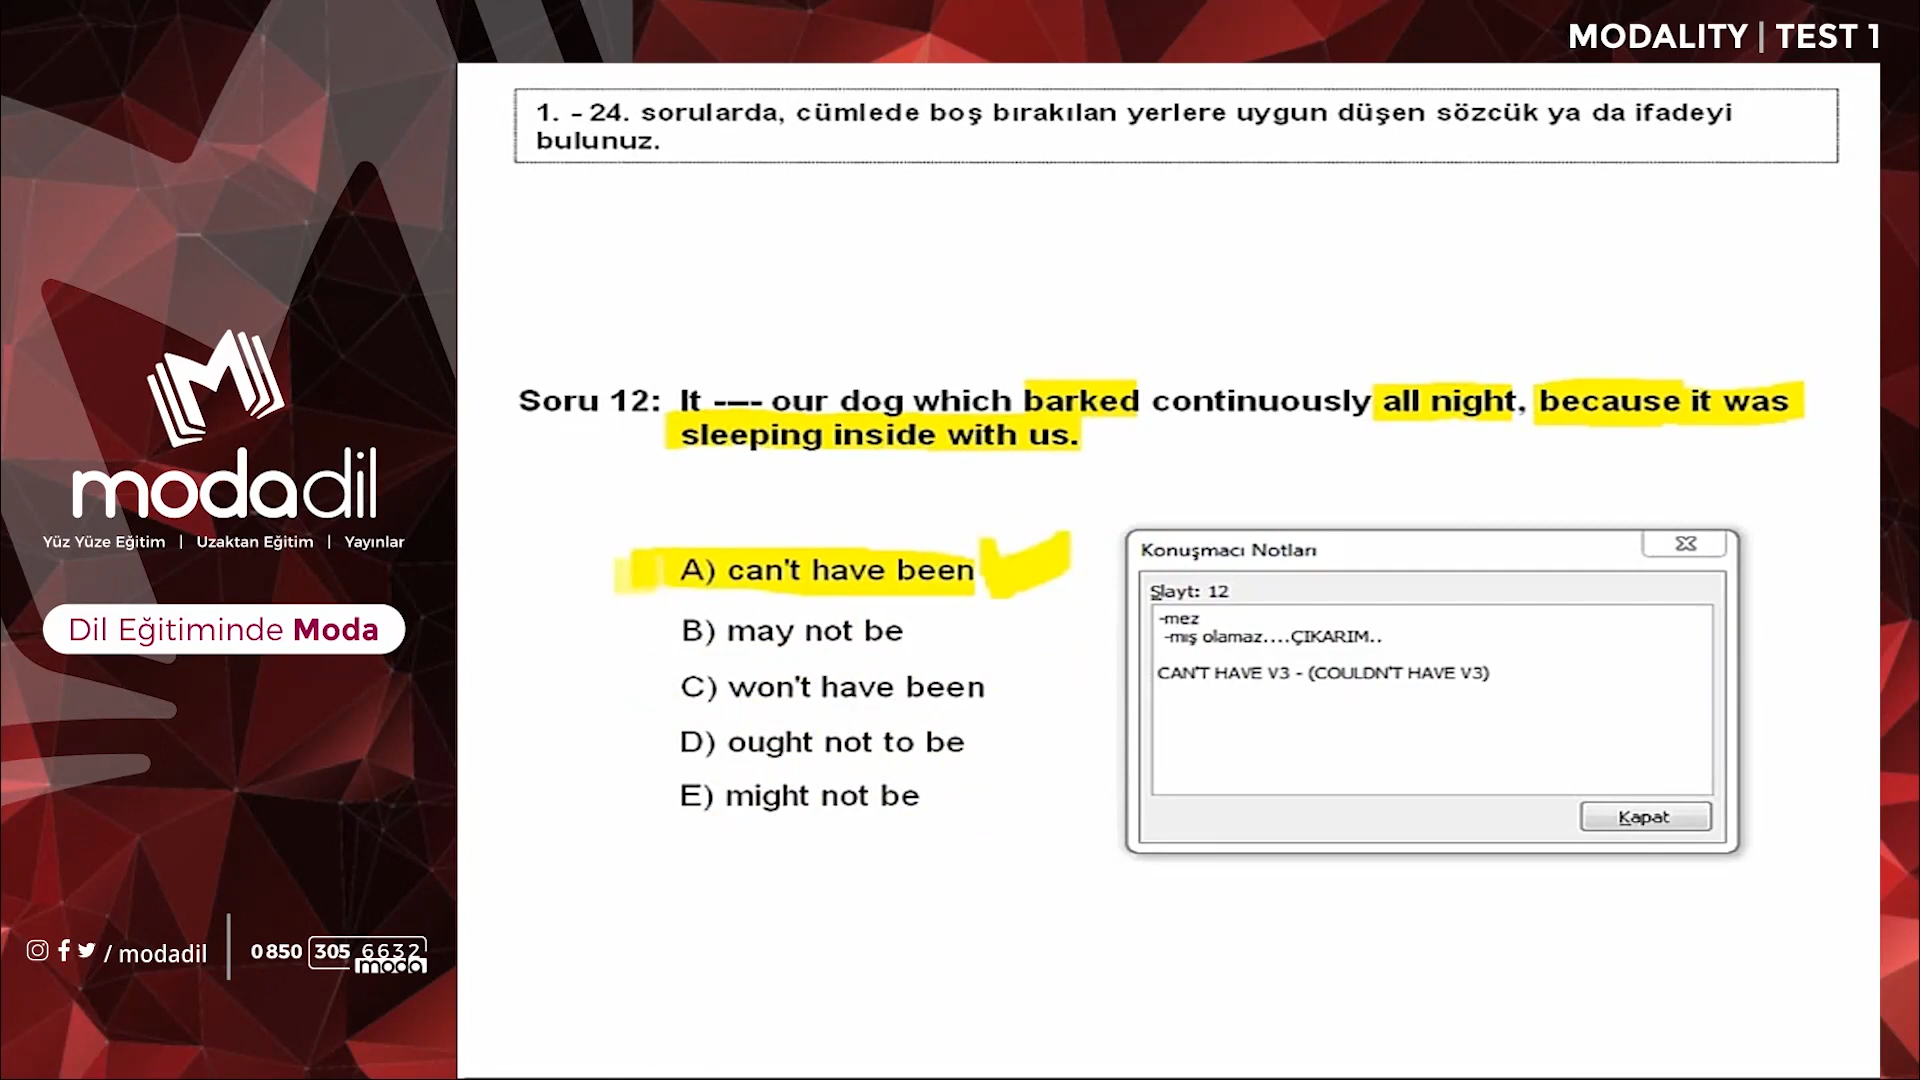 MODALITY | TEST 1
1. - 24. sorularda, cümlede boş bırakılan yerlere uygun düşen sözcük ya da ifadeyi
bulunuz.
Soru 12: It ---- our dog which barked continuously all night, because it was
sleeping inside with us.
A) can't have been
B) may not be
C) won't have been
D) ought not to be
E) might not be
Konuşmacı Notları
Slayt: 12
-mez
-mış olamaz....ÇIKARIM..
CAN'T HAVE V3 - (COULDN'T HAVE V3)
Kapat
modadil
Yüz Yüze Eğitim | Uzaktan Eğitim | Yayınlar
Dil Eğitiminde Moda
/ modadil
0850 305 6632
moda